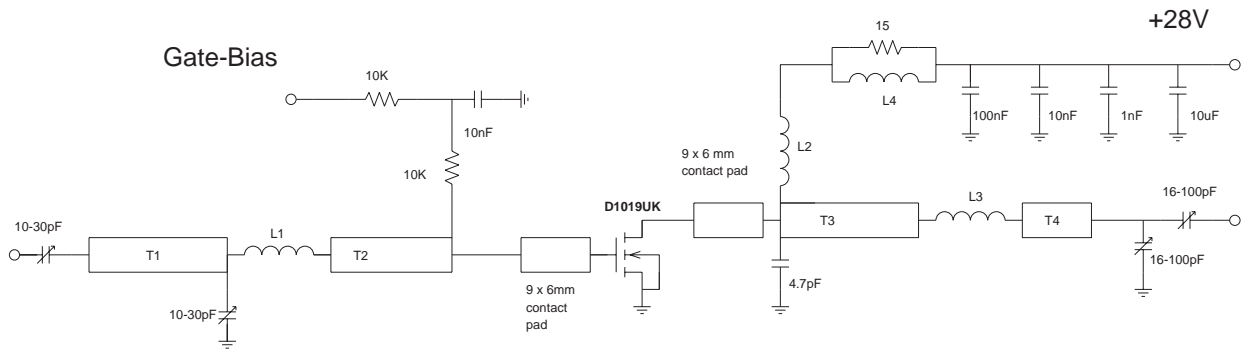 +28V
Gate-Bias
15
10K
L4
100nF
10nF
1nF
10uF
10nF
L2
9 x 6 mm
contact pad
10K
D1019UK
L3
16-100pF
10-30pF
L1
T3
T4
T1
T2
16-100pF
4.7pF
9 x 6mm
contact
pad
10-30pF